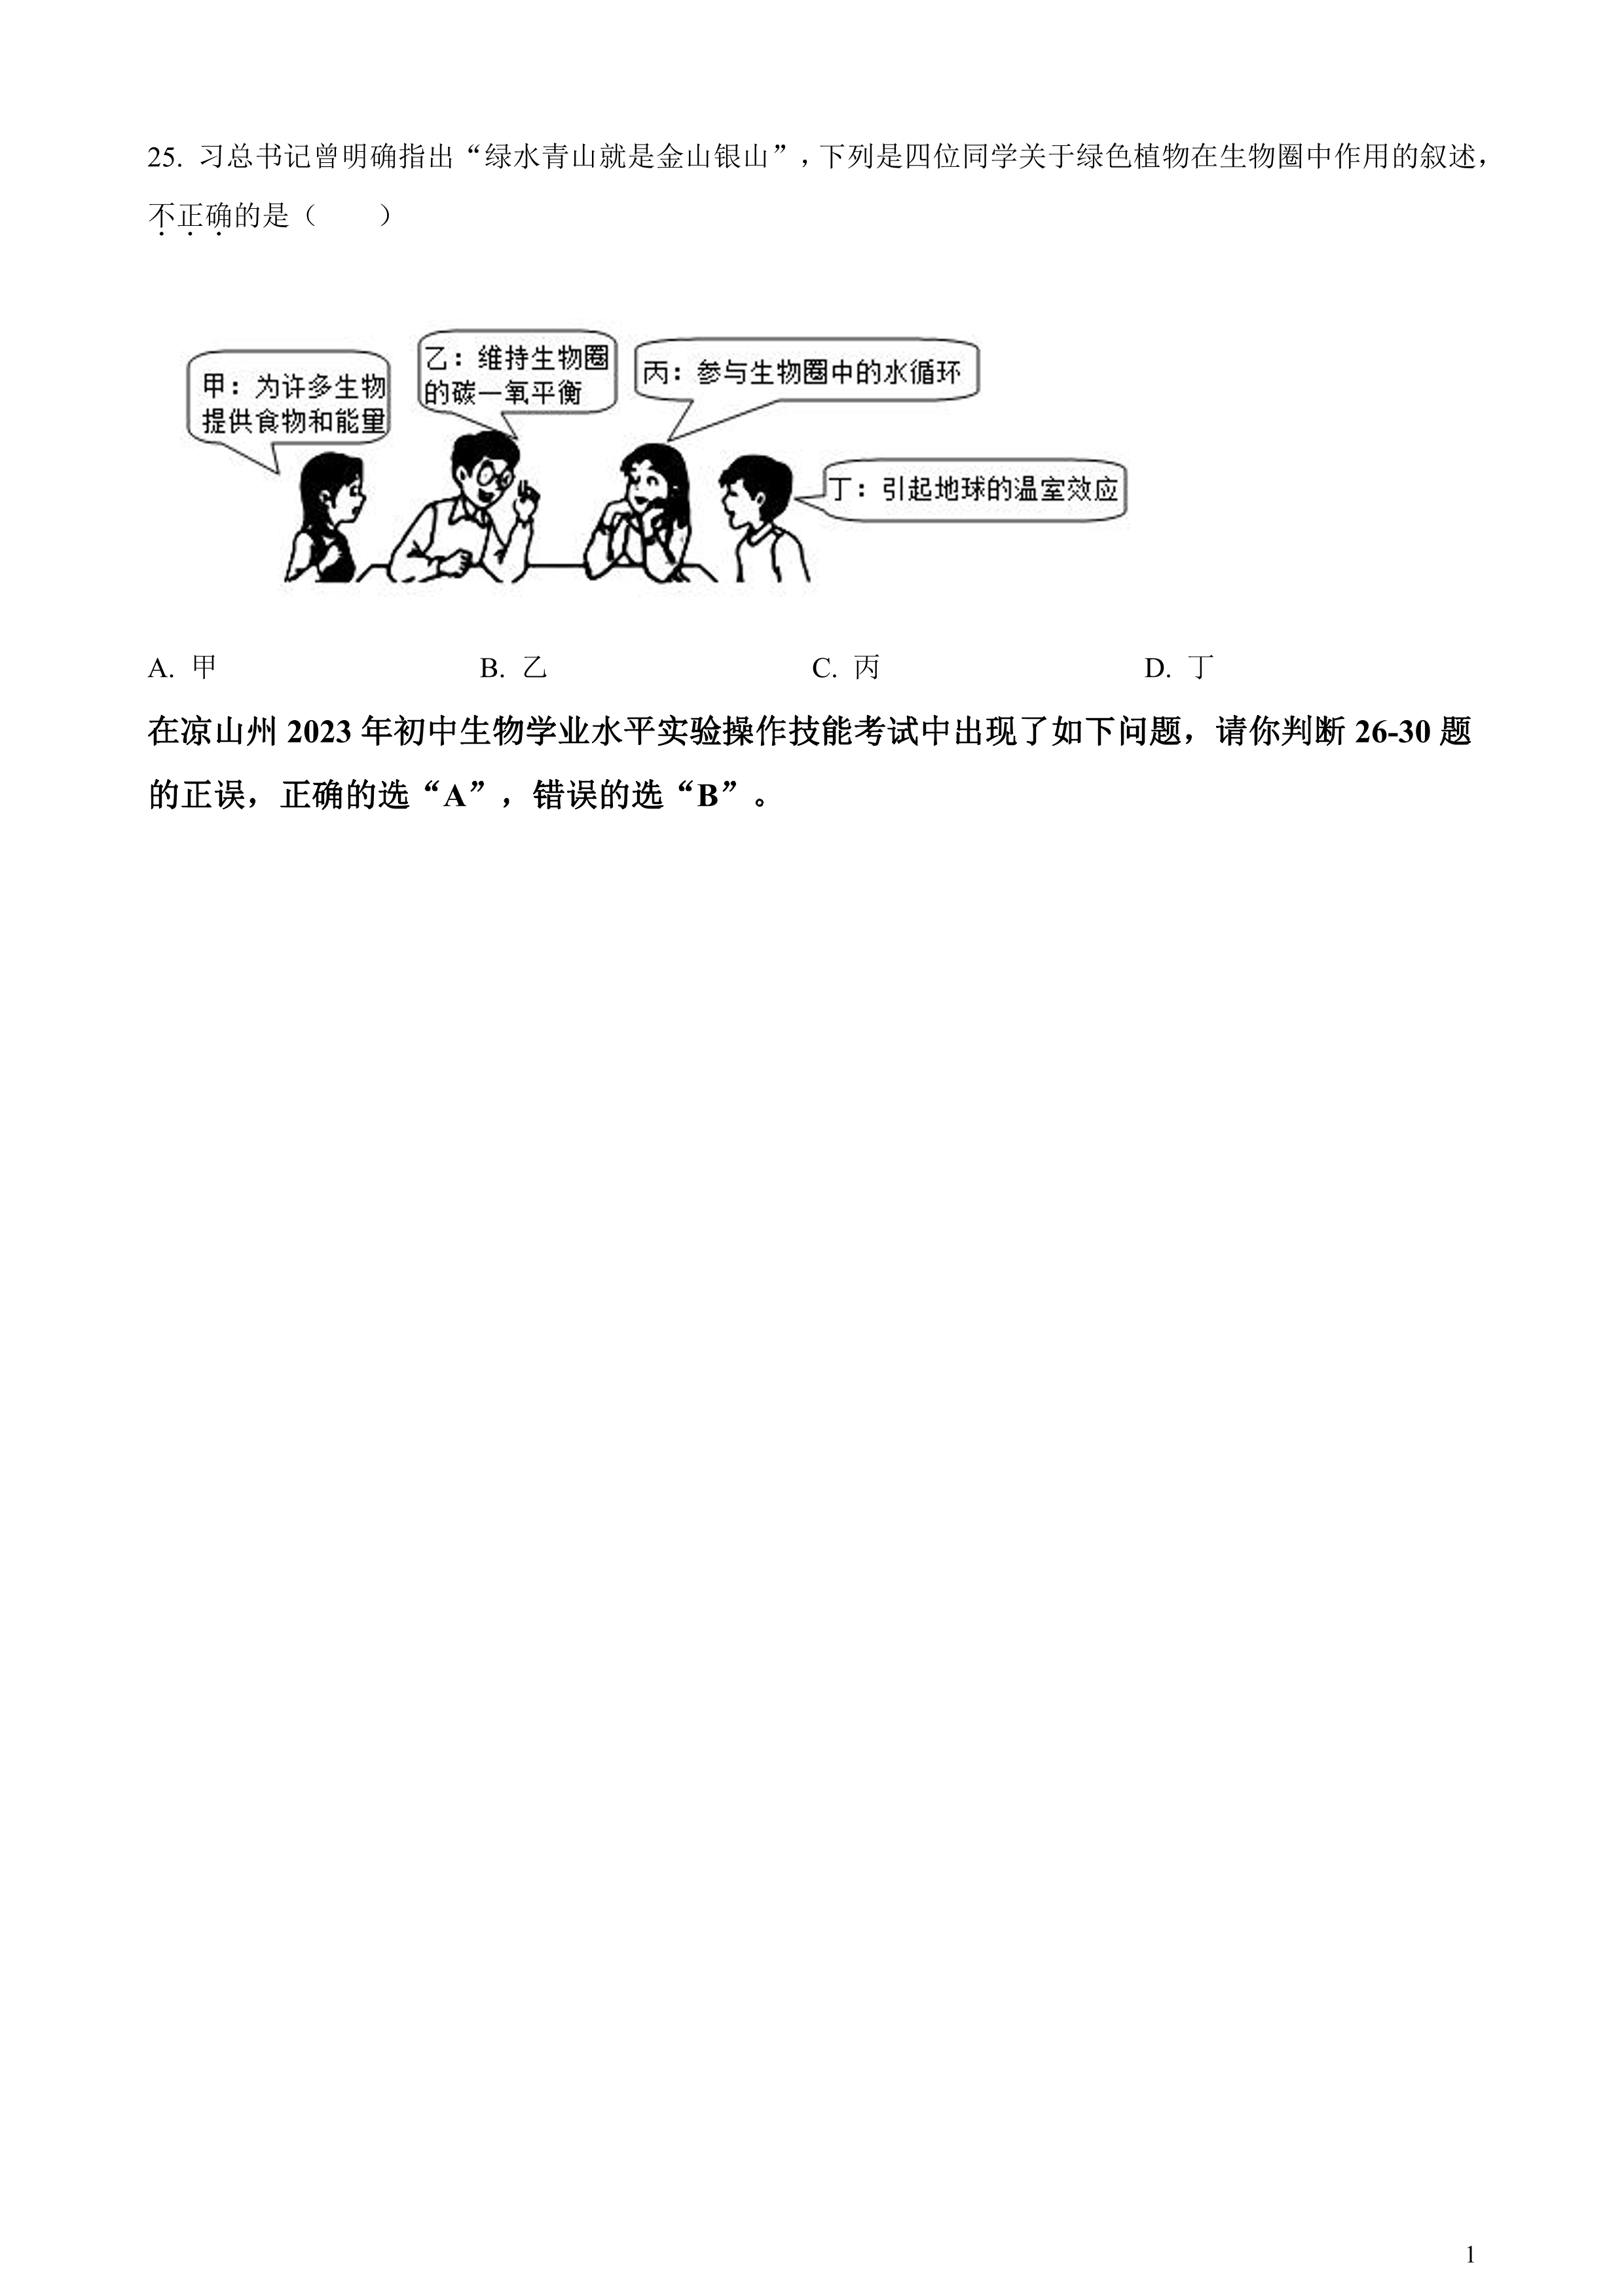 25. 习总书记曾明确指出“绿水青山就是金山银山”，下列是四位同学关于绿色植物在生物圈中作用的叙述，
不正确的是（　　）
甲：为许多生物
提供食物和能量
乙：维持生物圈
的碳—氧平衡
丙：参与生物圈中的水循环
丁：引起地球的温室效应
A. 甲 B. 乙 C. 丙 D. 丁
在凉山州 2023 年初中生物学业水平实验操作技能考试中出现了如下问题，请你判断 26-30 题
的正误，正确的选“A”，错误的选“B”。
1